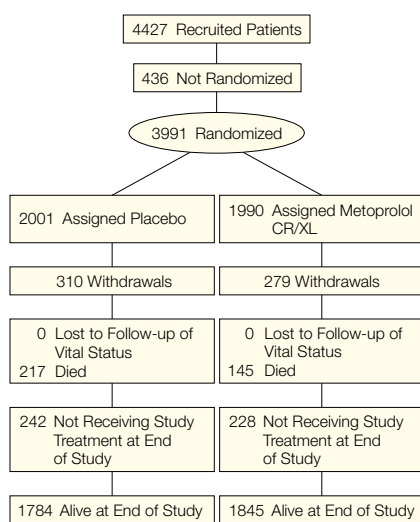 4427 Recruited Patients
436 Not Randomized
3991 Randomized
2001 Assigned Placebo
1990 Assigned Metoprolol
CR/XL
310 Withdrawals
279 Withdrawals
0 Lost to Follow-up of
Vital Status
217 Died
0 Lost to Follow-up of
Vital Status
145 Died
242 Not Receiving Study
Treatment at End
of Study
228 Not Receiving Study
Treatment at End
of Study
1784 Alive at End of Study
1845 Alive at End of Study